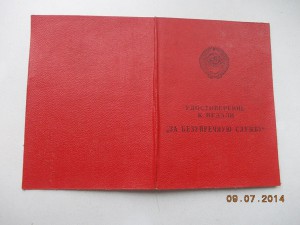 УДОСТОВЕРЕНИЕ
К МЕДАЛИ
„ЗА БЕЗУПРЕЧНУЮ СЛУЖБУ"
09.07.2014